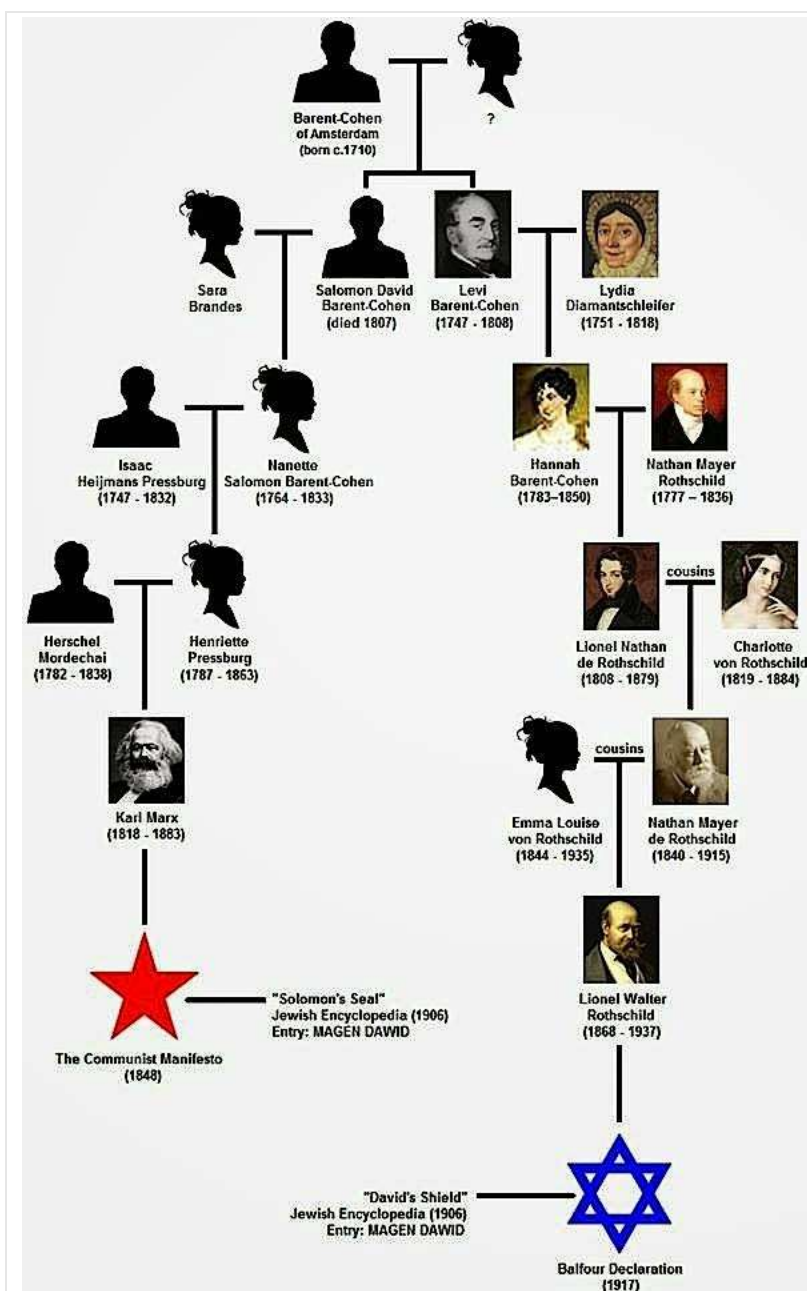 Barent-Cohen
of Amsterdam
(born c.1710)
?
Sara
Brandes
Salomon David
Barent-Cohen
(died 1807)
Levi
Barent-Cohen
(1747 - 1808)
Lydia
Diamantschleifer
(1751 - 1818)
Isaac
Heijmans Pressburg
(1747 - 1832)
Nanette
Salomon Barent-Cohen
(1764 - 1833)
Hannah
Barent-Cohen
(1783–1850)
Nathan Mayer
Rothschild
(1777 – 1836)
Herschel
Mordechai
(1782 - 1838)
Henriette
Pressburg
(1787 - 1863)
cousins
Lionel Nathan
de Rothschild
(1808 - 1879)
Charlotte
von Rothschild
(1819 - 1884)
Karl Marx
(1818 - 1883)
cousins
Emma Louise
von Rothschild
(1844 - 1935)
Nathan Mayer
de Rothschild
(1840 - 1915)
"Solomon's Seal"
Jewish Encyclopedia (1906)
Entry: MAGEN DAWID
The Communist Manifesto
(1848)
Lionel Walter
Rothschild
(1868 - 1937)
"David's Shield"
Jewish Encyclopedia (1906)
Entry: MAGEN DAWID
Balfour Declaration
(1917)